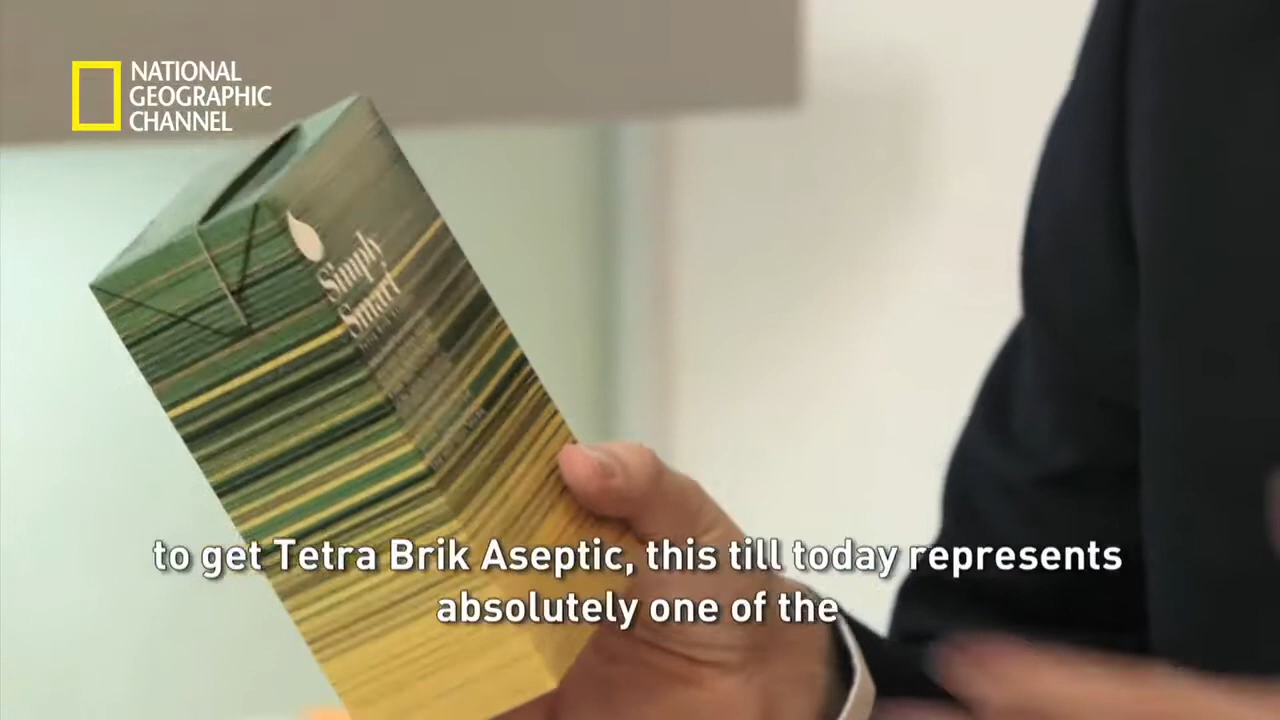 NATIONAL
GEOGRAPHIC
CHANNEL
Simply
Smart
to get Tetra Brik Aseptic, this till today represents
absolutely one of the